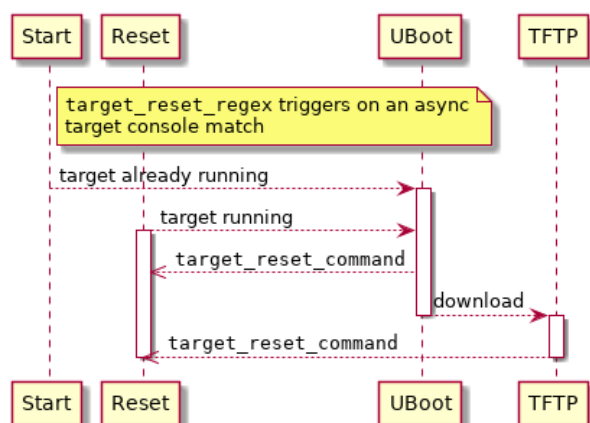 Start Reset UBoot TFTP
target_reset_regex triggers on an async
target console match
target already running
target running
target_reset_command
download
target_reset_command
Start Reset UBoot TFTP